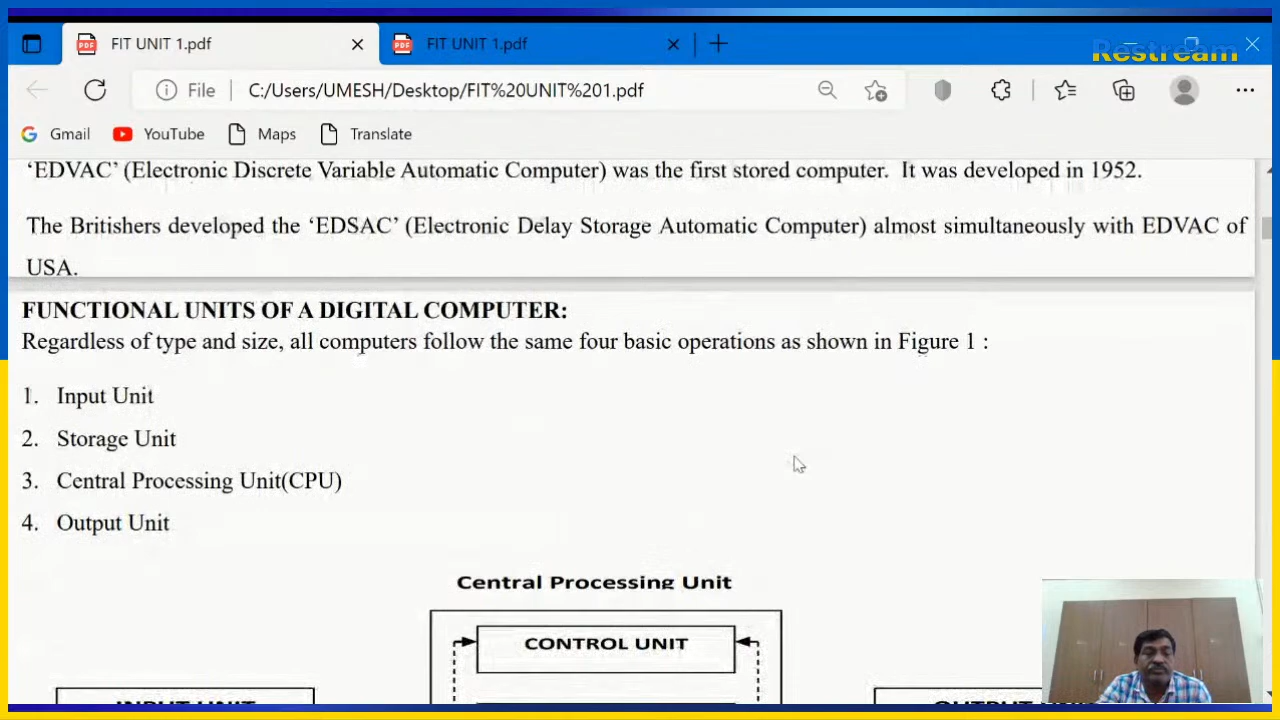 FIT UNIT 1.pdf
FIT UNIT 1.pdf
Restream
File
C:/Users/UMESH/Desktop/FIT%20UNIT%201.pdf
Gmail
YouTube
Maps
Translate
‘EDVAC’ (Electronic Discrete Variable Automatic Computer) was the first stored computer. It was developed in 1952.
The Britishers developed the ‘EDSAC’ (Electronic Delay Storage Automatic Computer) almost simultaneously with EDVAC of
USA.
FUNCTIONAL UNITS OF A DIGITAL COMPUTER:
Regardless of type and size, all computers follow the same four basic operations as shown in Figure 1 :
1. Input Unit
2. Storage Unit
3. Central Processing Unit(CPU)
4. Output Unit
Central Processing Unit
CONTROL UNIT
INPUT UNIT
OUTPUT